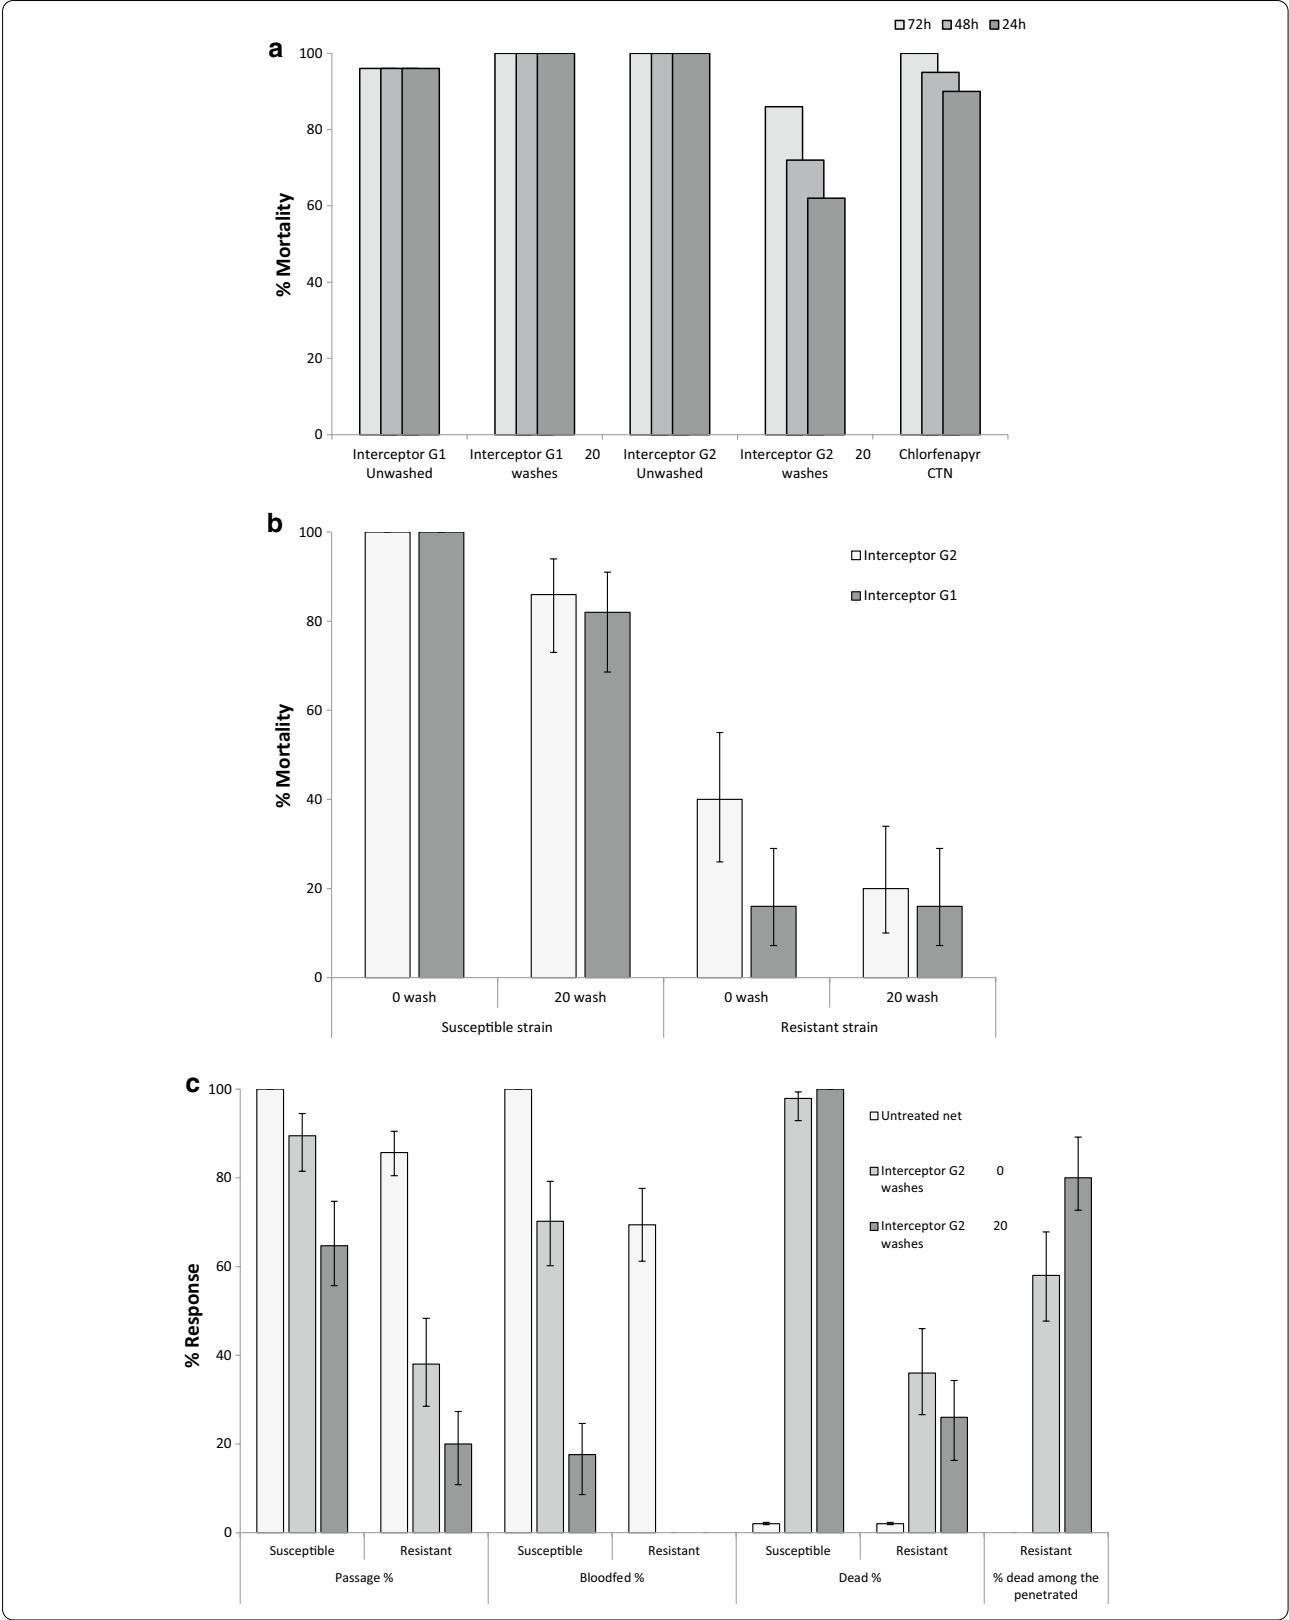 72h 48h 24h
a
100
80
60
40
20
0
% Mortality
Interceptor G1 Interceptor G1 20 Interceptor G2 Interceptor G2 20 Chlorfenapyr
Unwashed washes Unwashed washes CTN
b
100
80
60
40
20
0
% Mortality
Interceptor G2
Interceptor G1
0 wash 20 wash 0 wash 20 wash
Susceptible strain Resistant strain
c
100
80
60
40
20
0
% Response
Untreated net
Interceptor G2 0
washes
Interceptor G2 20
washes
Susceptible Resistant Susceptible Resistant Susceptible Resistant Resistant
Passage % Bloodfed % Dead % % dead among the
penetrated